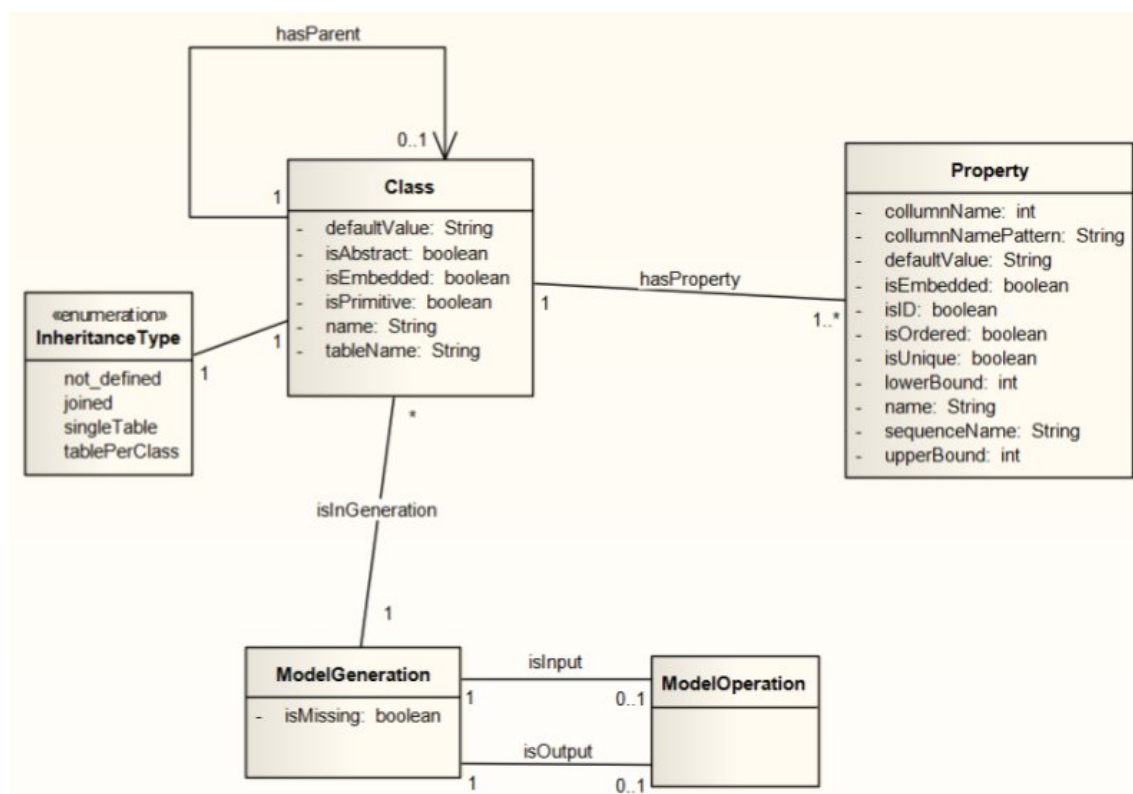 hasParent
0..1
1
Class
- defaultValue: String
- isAbstract: boolean
- isEmbedded: boolean
- isPrimitive: boolean
- name: String
- tableName: String
Property
- collumnName: int
- collumnNamePattern: String
- defaultValue: String
- isEmbedded: boolean
- isID: boolean
- isOrdered: boolean
- isUnique: boolean
- lowerBound: int
- name: String
- sequenceName: String
- upperBound: int
hasProperty
1
1..*
«enumeration»
InheritanceType
not_defined
joined
singleTable
tablePerClass
1
1
*
isInGeneration
1
ModelGeneration
- isMissing: boolean
isInput
1
0..1
ModelOperation
isOutput
1
0..1